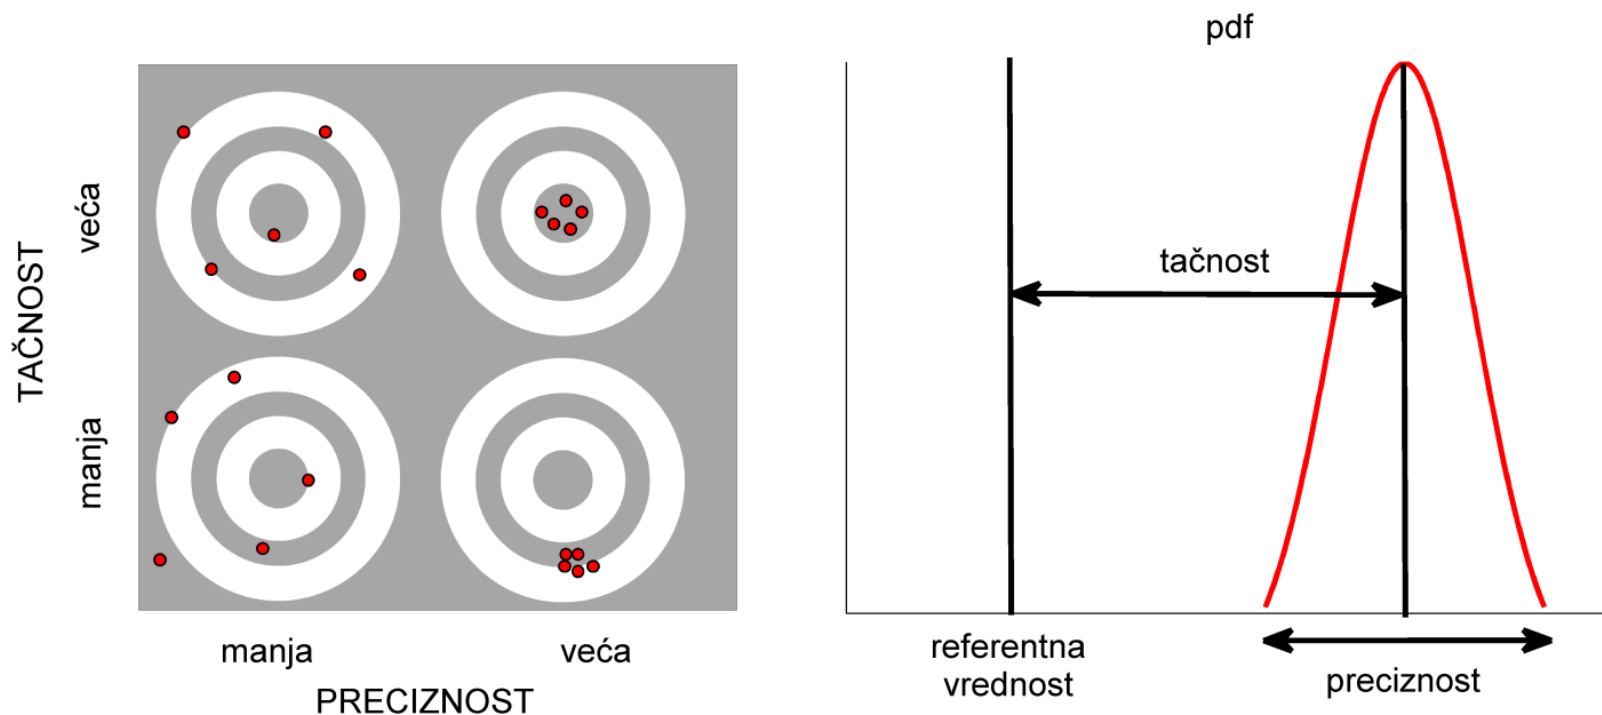 TAČNOST
veća
manja
manja
veća
PRECIZNOST
pdf
tačnost
referentna
vrednost
preciznost